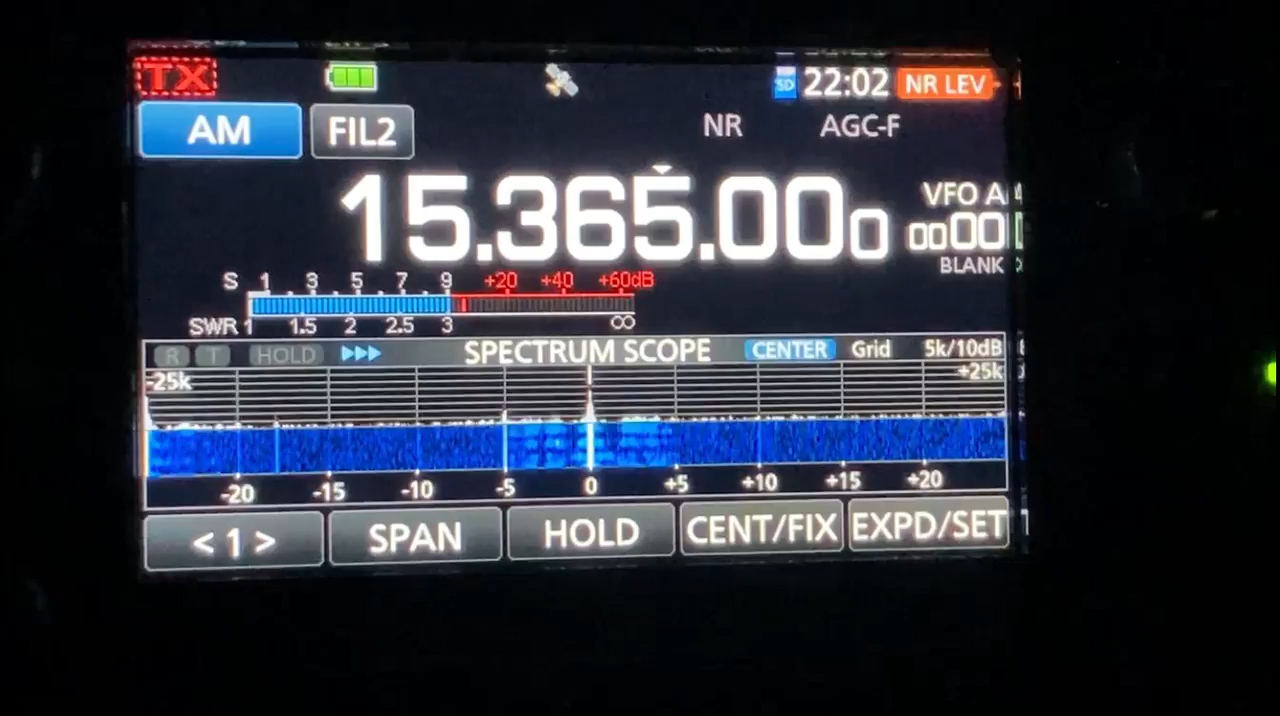 TX SD 22:02 NR LEV
AM FIL2 NR AGC-F
15.365.000 VFO A
0000
BLANK
S 1 3 5 7 9 +20 +40 +60dB
SWR 1 1.5 2 2.5 3 ∞
R T HOLD SPECTRUM SCOPE CENTER Grid 5k/10dB
-25k +25k
-20 -15 -10 -5 0 +5 +10 +15 +20
< 1 > SPAN HOLD CENT/FIX EXPD/SET